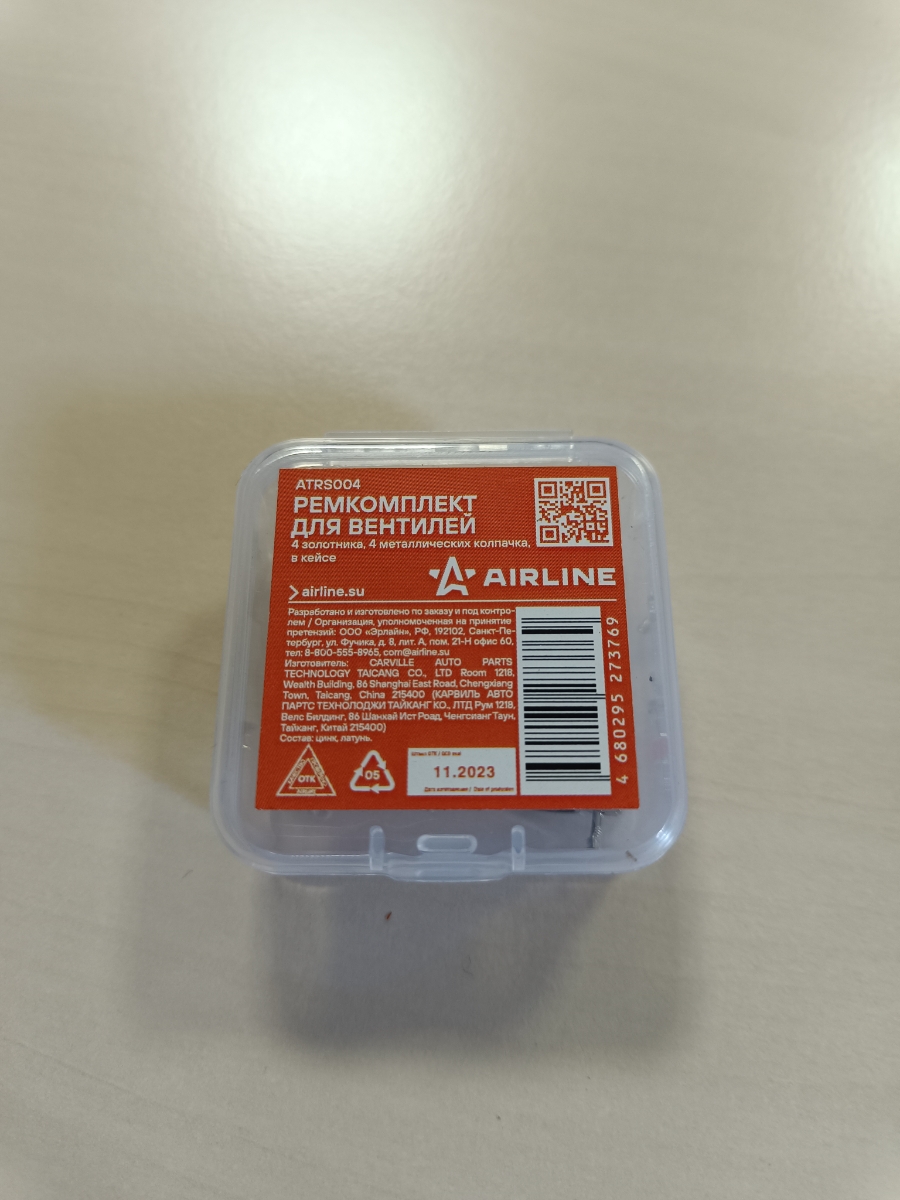 ATRS004
РЕМКОМПЛЕКТ
ДЛЯ ВЕНТИЛЕЙ
4 золотника, 4 металлических колпачка,
в кейсе
AIRLINE
airline.su
Разработано и изготовлено по заказу и под контро-
лем / Организация, уполномоченная на принятие
претензий: ООО «Эрлайн», РФ, 192102, Санкт-Пе-
тербург, ул. Фучика, д. 8, лит. А, пом. 21-Н офис 60,
тел: 8-800-555-8965, com@airline.su
Изготовитель: CARVILLE AUTO PARTS
TECHNOLOGY TAICANG CO., LTD Room 1218,
Wealth Building, 86 Shanghai East Road, Chengxiang
Town, Taicang, China 215400 (КАРВИЛЬ АВТО
ПАРТС ТЕХНОЛОДЖИ ТАЙКАНГ КО., ЛТД Рум 1218,
Велс Билдинг, 86 Шанхай Ист Роад, Ченгсианг Таун,
Тайканг, Китай 215400)
Состав: цинк, латунь.
4 680295 273769
ОТК
05
11.2023
Дата изготовления / Date of production